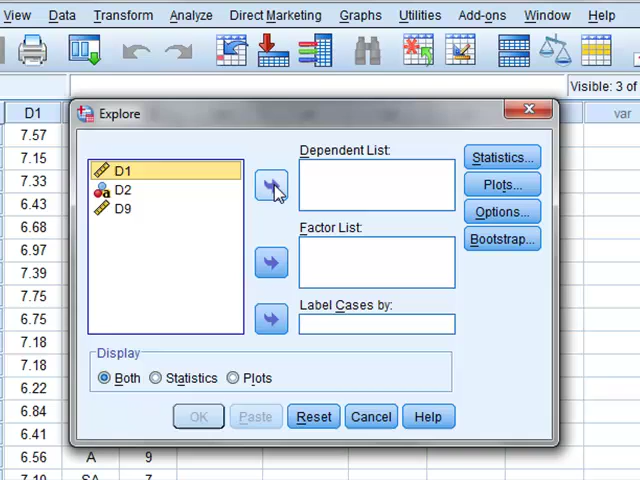 View Data Transform Analyze Direct Marketing Graphs Utilities Add-ons Window Help
Visible: 3 of
D1 var
7.57
7.15
7.33
6.43
6.68
6.97
7.39
7.75
6.75
7.18
7.18
6.22
6.84
6.41
6.56 A 9
7.10 SA 7
Explore
D1
D2
D9
Dependent List:
Factor List:
Label Cases by:
Statistics...
Plots...
Options...
Bootstrap...
Display
Both Statistics Plots
OK Paste Reset Cancel Help